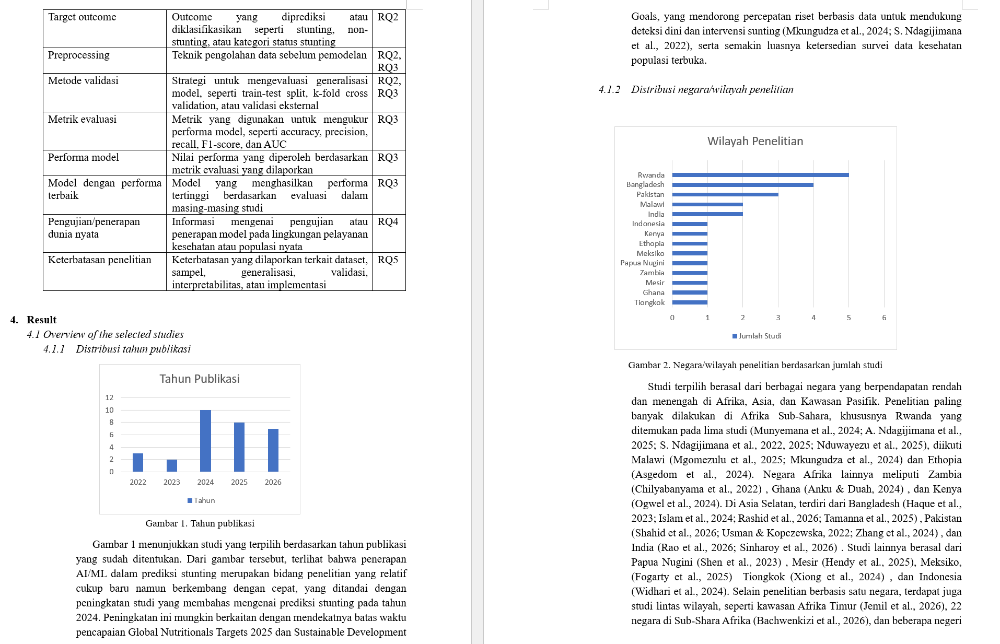 Target outcome
Outcome yang diprediksi atau
diklasifikasikan seperti stunting, non-
stunting, atau kategori status stunting
RQ2
Preprocessing
Teknik pengolahan data sebelum pemodelan
RQ2,
RQ3
Metode validasi
Strategi untuk mengevaluasi generalisasi
model, seperti train-test split, k-fold cross
validation, atau validasi eksternal
RQ2,
RQ3
Metrik evaluasi
Metrik yang digunakan untuk mengukur
performa model, seperti accuracy, precision,
recall, F1-score, dan AUC
RQ3
Performa model
Nilai performa yang diperoleh berdasarkan
metrik evaluasi yang dilaporkan
RQ3
Model dengan performa
terbaik
Model yang menghasilkan performa
tertinggi berdasarkan evaluasi dalam
masing-masing studi
RQ3
Pengujian/penerapan
dunia nyata
Informasi mengenai pengujian atau
penerapan model pada lingkungan pelayanan
kesehatan atau populasi nyata
RQ4
Keterbatasan penelitian
Keterbatasan yang dilaporkan terkait dataset,
sampel, generalisasi, validasi,
interpretabilitas, atau implementasi
RQ5
4. Result
4.1 Overview of the selected studies
4.1.1 Distribusi tahun publikasi
Tahun Publikasi
12
10
8
6
4
2
0
2022 2023 2024 2025 2026
Tahun
Gambar 1. Tahun publikasi
Gambar 1 menunjukkan studi yang terpilih berdasarkan tahun publikasi
yang sudah ditentukan. Dari gambar tersebut, terlihat bahwa penerapan
AI/ML dalam prediksi stunting merupakan bidang penelitian yang relatif
cukup baru namun berkembang dengan cepat, yang ditandai dengan
peningkatan studi yang membahas mengenai prediksi stunting pada tahun
2024. Peningkatan ini mungkin berkaitan dengan mendekatnya batas waktu
pencapaian Global Nutritionals Targets 2025 dan Sustainable Development
Goals, yang mendorong percepatan riset berbasis data untuk mendukung
deteksi dini dan intervensi sunting (Mkungudza et al., 2024; S. Ndagijimana
et al., 2022), serta semakin luasnya ketersedian survei data kesehatan
populasi terbuka.
4.1.2 Distribusi negara/wilayah penelitian
Wilayah Penelitian
Rwanda
Bangladesh
Pakistan
Malawi
India
Indonesia
Kenya
Ethopia
Meksiko
Papua Nugini
Zambia
Mesir
Ghana
Tiongkok
0 1 2 3 4 5 6
Jumlah Studi
Gambar 2. Negara/wilayah penelitian berdasarkan jumlah studi
Studi terpilih berasal dari berbagai negara yang berpendapatan rendah
dan menengah di Afrika, Asia, dan Kawasan Pasifik. Penelitian paling
banyak dilakukan di Afrika Sub-Sahara, khususnya Rwanda yang
ditemukan pada lima studi (Munyemana et al., 2024; A. Ndagijimana et al.,
2025; S. Ndagijimana et al., 2022, 2025; Nduwayezu et al., 2025), diikuti
Malawi (Mgomezulu et al., 2025; Mkungudza et al., 2024) dan Ethopia
(Asgedom et al., 2024). Negara Afrika lainnya meliputi Zambia
(Chilyabanyama et al., 2022) , Ghana (Anku & Duah, 2024) , dan Kenya
(Ogwel et al., 2024). Di Asia Selatan, terdiri dari Bangladesh (Haque et al.,
2023; Islam et al., 2024; Rashid et al., 2026; Tamanna et al., 2025) , Pakistan
(Shahid et al., 2026; Usman & Kopczewska, 2022; Zhang et al., 2024) , dan
India (Rao et al., 2026; Sinharoy et al., 2026) . Studi lainnya berasal dari
Papua Nugini (Shen et al., 2023) , Mesir (Hendy et al., 2025), Meksiko,
(Fogarty et al., 2025)  Tiongkok (Xiong et al., 2024) , dan Indonesia
(Widhari et al., 2024). Selain penelitian berbasis satu negara, terdapat juga
studi lintas wilayah, seperti kawasan Afrika Timur (Jemil et al., 2026), 22
negara di Sub-Shara Afrika (Bachwenkizi et al., 2026), dan beberapa negeri